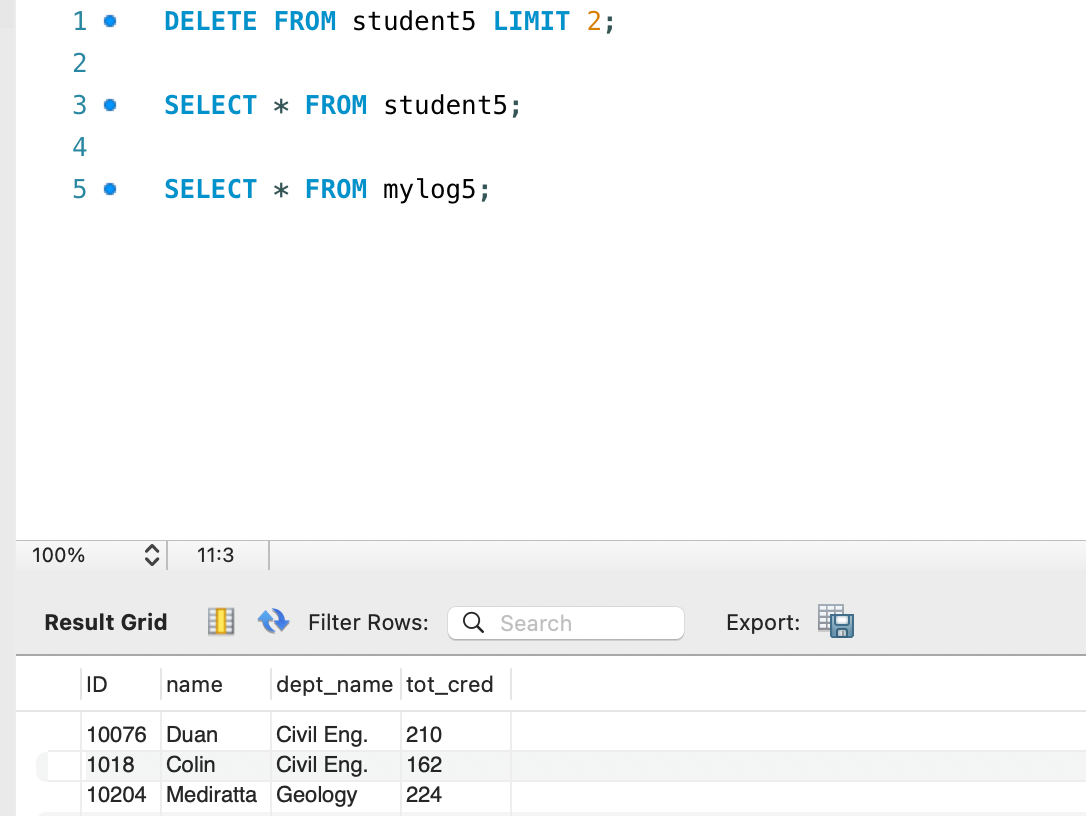 1 DELETE FROM student5 LIMIT 2;
2
3 SELECT * FROM student5;
4
5 SELECT * FROM mylog5;
100% 11:3
Result Grid Filter Rows: Search Export:
ID name dept_name tot_cred
10076 Duan Civil Eng. 210
1018 Colin Civil Eng. 162
10204 Mediratta Geology 224